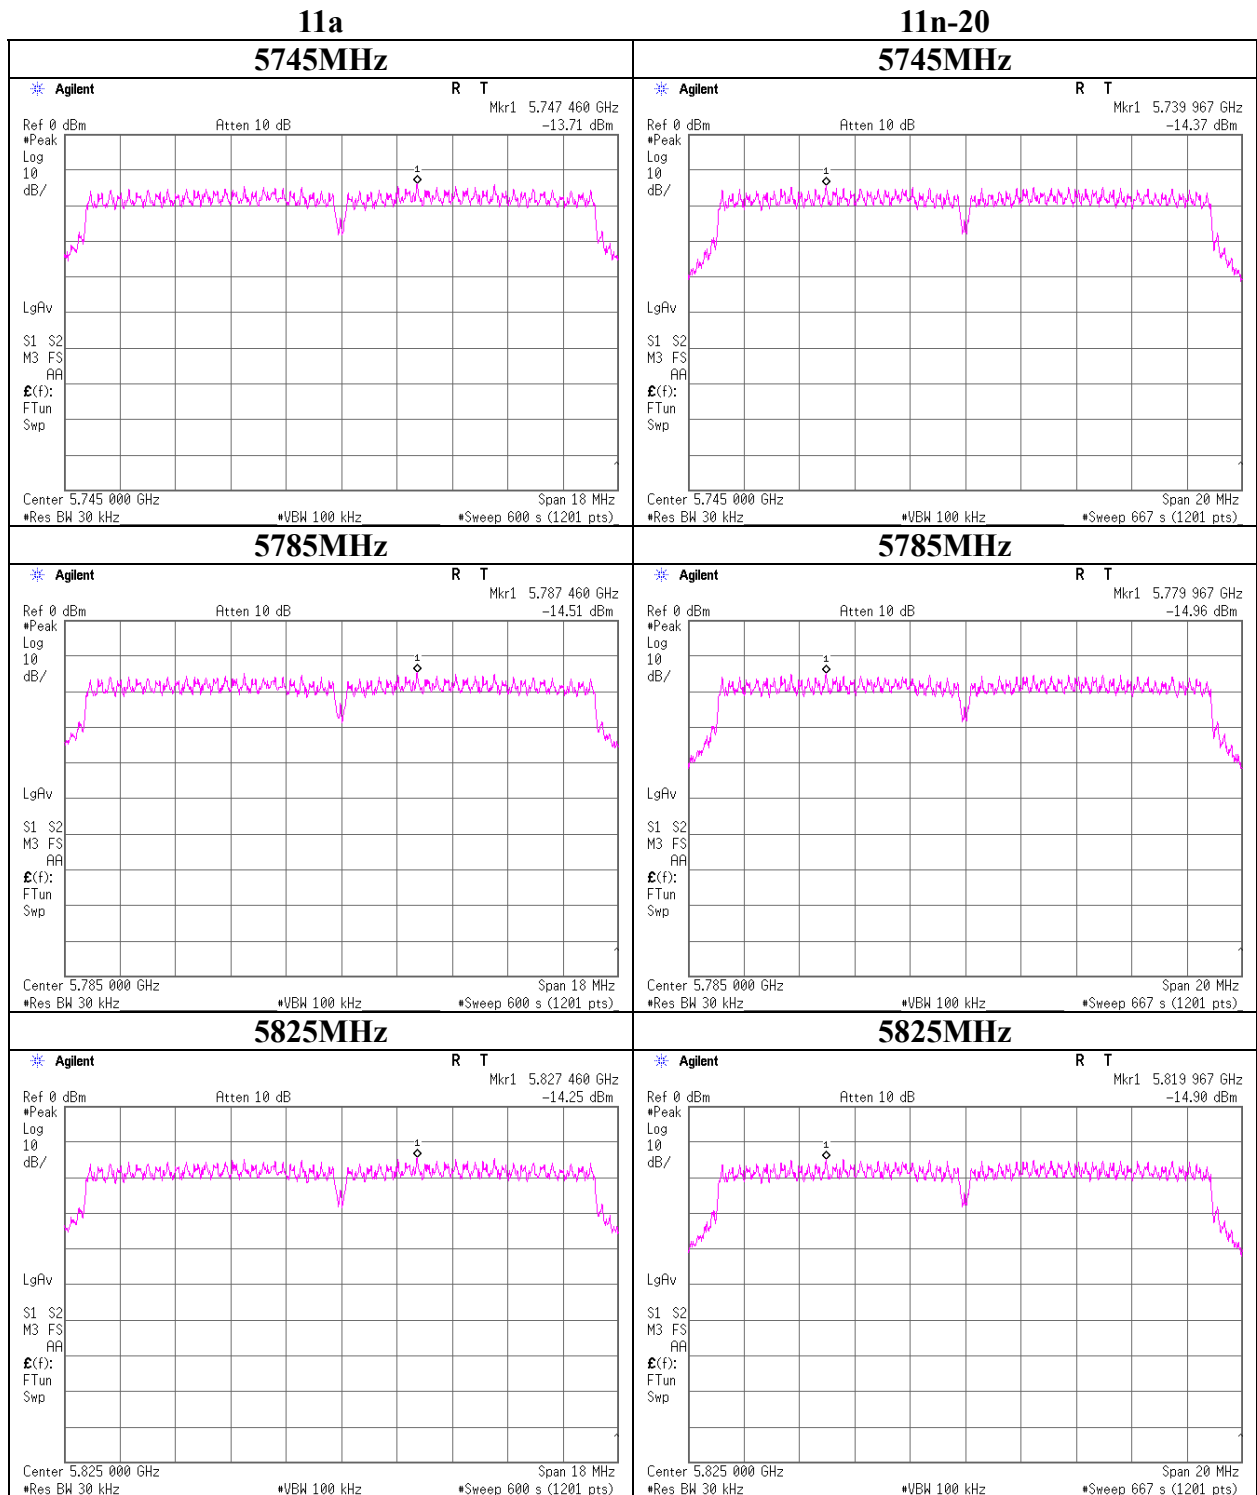 11a 11n-20
5745MHz 5745MHz
Agilent R T
Mkr1 5.747 460 GHz
Ref 0 dBm Atten 10 dB -13.71 dBm
#Peak
Log
10
dB/
1
LgAv
S1 S2
M3 FS
AA
£(f):
FTun
Swp
Center 5.745 000 GHz Span 18 MHz
#Res BW 30 kHz #VBW 100 kHz #Sweep 600 s (1201 pts)
Agilent R T
Mkr1 5.739 967 GHz
Ref 0 dBm Atten 10 dB -14.37 dBm
#Peak
Log
10
dB/
1
LgAv
S1 S2
M3 FS
AA
£(f):
FTun
Swp
Center 5.745 000 GHz Span 20 MHz
#Res BW 30 kHz #VBW 100 kHz #Sweep 667 s (1201 pts)
5785MHz 5785MHz
Agilent R T
Mkr1 5.787 460 GHz
Ref 0 dBm Atten 10 dB -14.51 dBm
#Peak
Log
10
dB/
1
LgAv
S1 S2
M3 FS
AA
£(f):
FTun
Swp
Center 5.785 000 GHz Span 18 MHz
#Res BW 30 kHz #VBW 100 kHz #Sweep 600 s (1201 pts)
Agilent R T
Mkr1 5.779 967 GHz
Ref 0 dBm Atten 10 dB -14.96 dBm
#Peak
Log
10
dB/
1
LgAv
S1 S2
M3 FS
AA
£(f):
FTun
Swp
Center 5.785 000 GHz Span 20 MHz
#Res BW 30 kHz #VBW 100 kHz #Sweep 667 s (1201 pts)
5825MHz 5825MHz
Agilent R T
Mkr1 5.827 460 GHz
Ref 0 dBm Atten 10 dB -14.25 dBm
#Peak
Log
10
dB/
1
LgAv
S1 S2
M3 FS
AA
£(f):
FTun
Swp
Center 5.825 000 GHz Span 18 MHz
#Res BW 30 kHz #VBW 100 kHz #Sweep 600 s (1201 pts)
Agilent R T
Mkr1 5.819 967 GHz
Ref 0 dBm Atten 10 dB -14.90 dBm
#Peak
Log
10
dB/
1
LgAv
S1 S2
M3 FS
AA
£(f):
FTun
Swp
Center 5.825 000 GHz Span 20 MHz
#Res BW 30 kHz #VBW 100 kHz #Sweep 667 s (1201 pts)